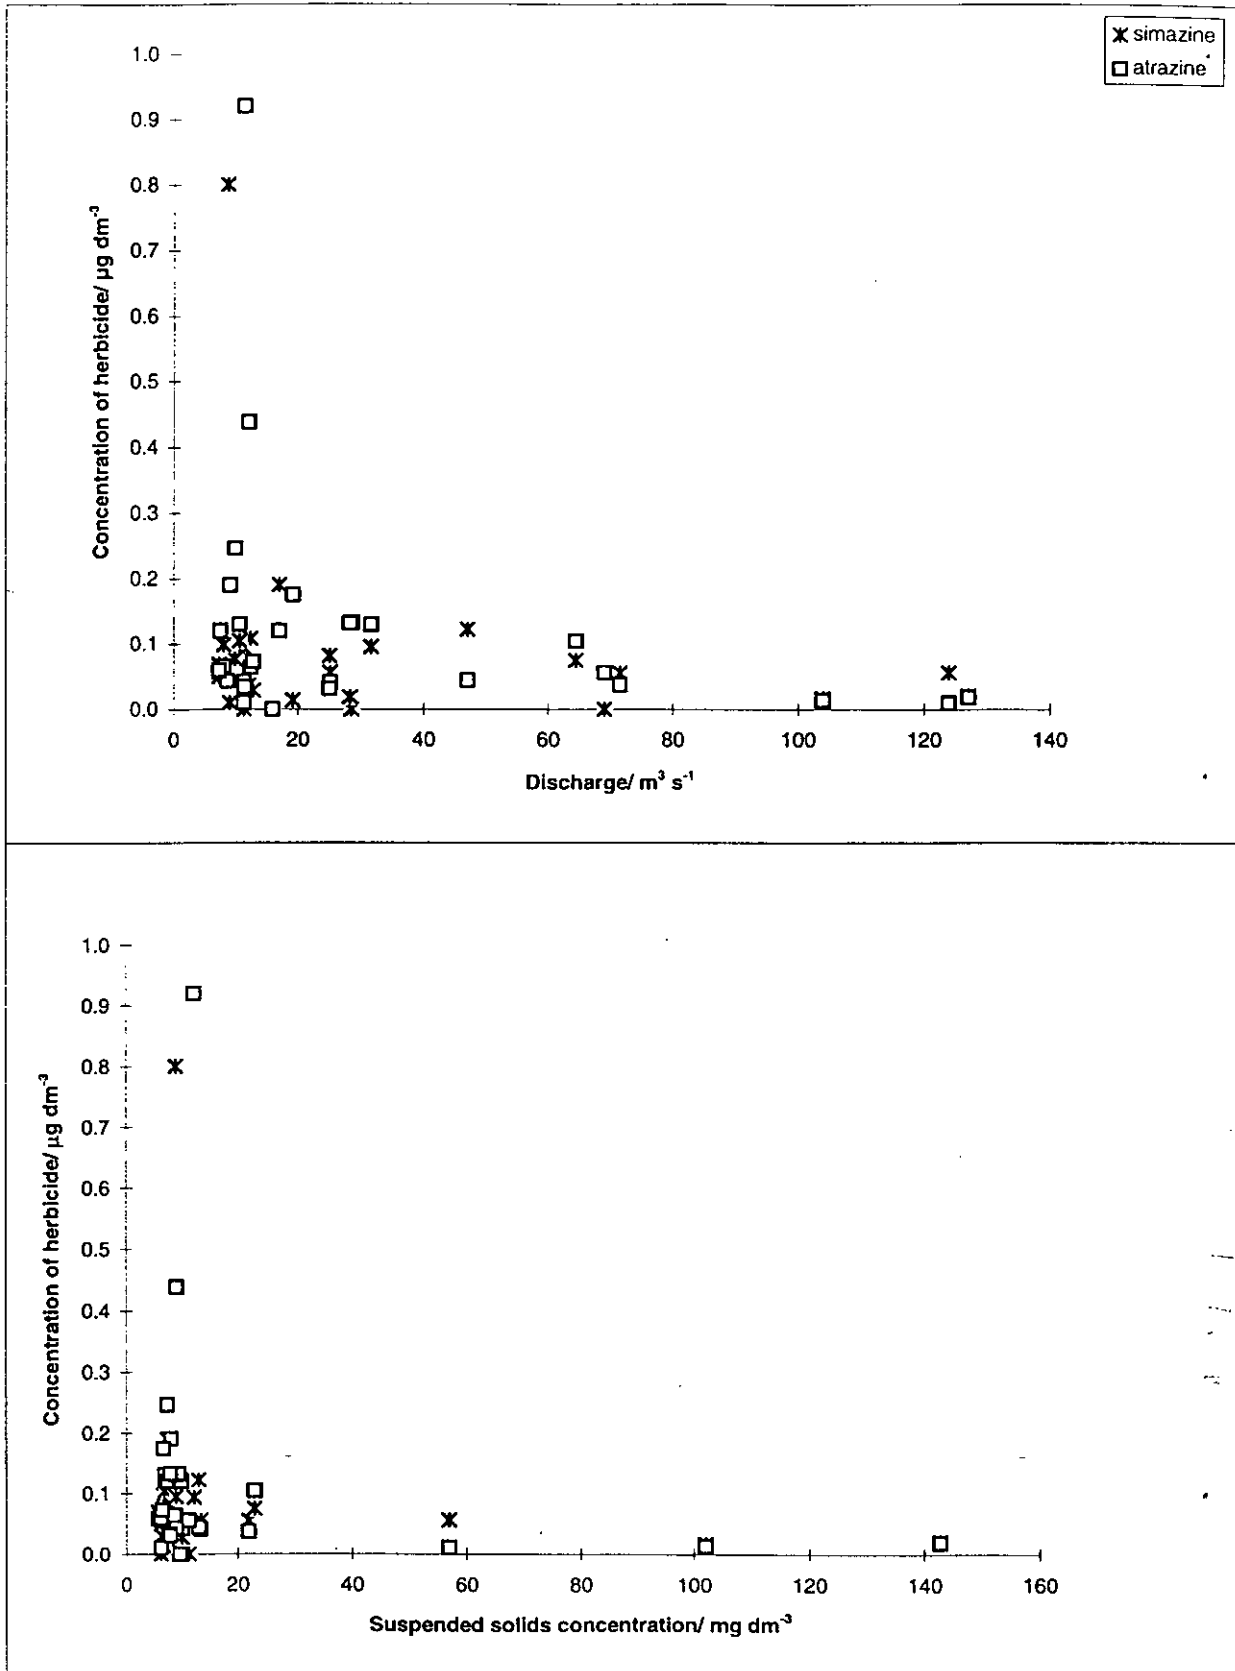 simazine
atrazine
1.0
0.9
0.8
0.7
0.6
0.5
0.4
0.3
0.2
0.1
0.0
Concentration of herbicide/ µg dm⁻³
0 20 40 60 80 100 120 140
Discharge/ m³ s⁻¹
1.0
0.9
0.8
0.7
0.6
0.5
0.4
0.3
0.2
0.1
0.0
Concentration of herbicide/ µg dm⁻³
0 20 40 60 80 100 120 140 160
Suspended solids concentration/ mg dm⁻³